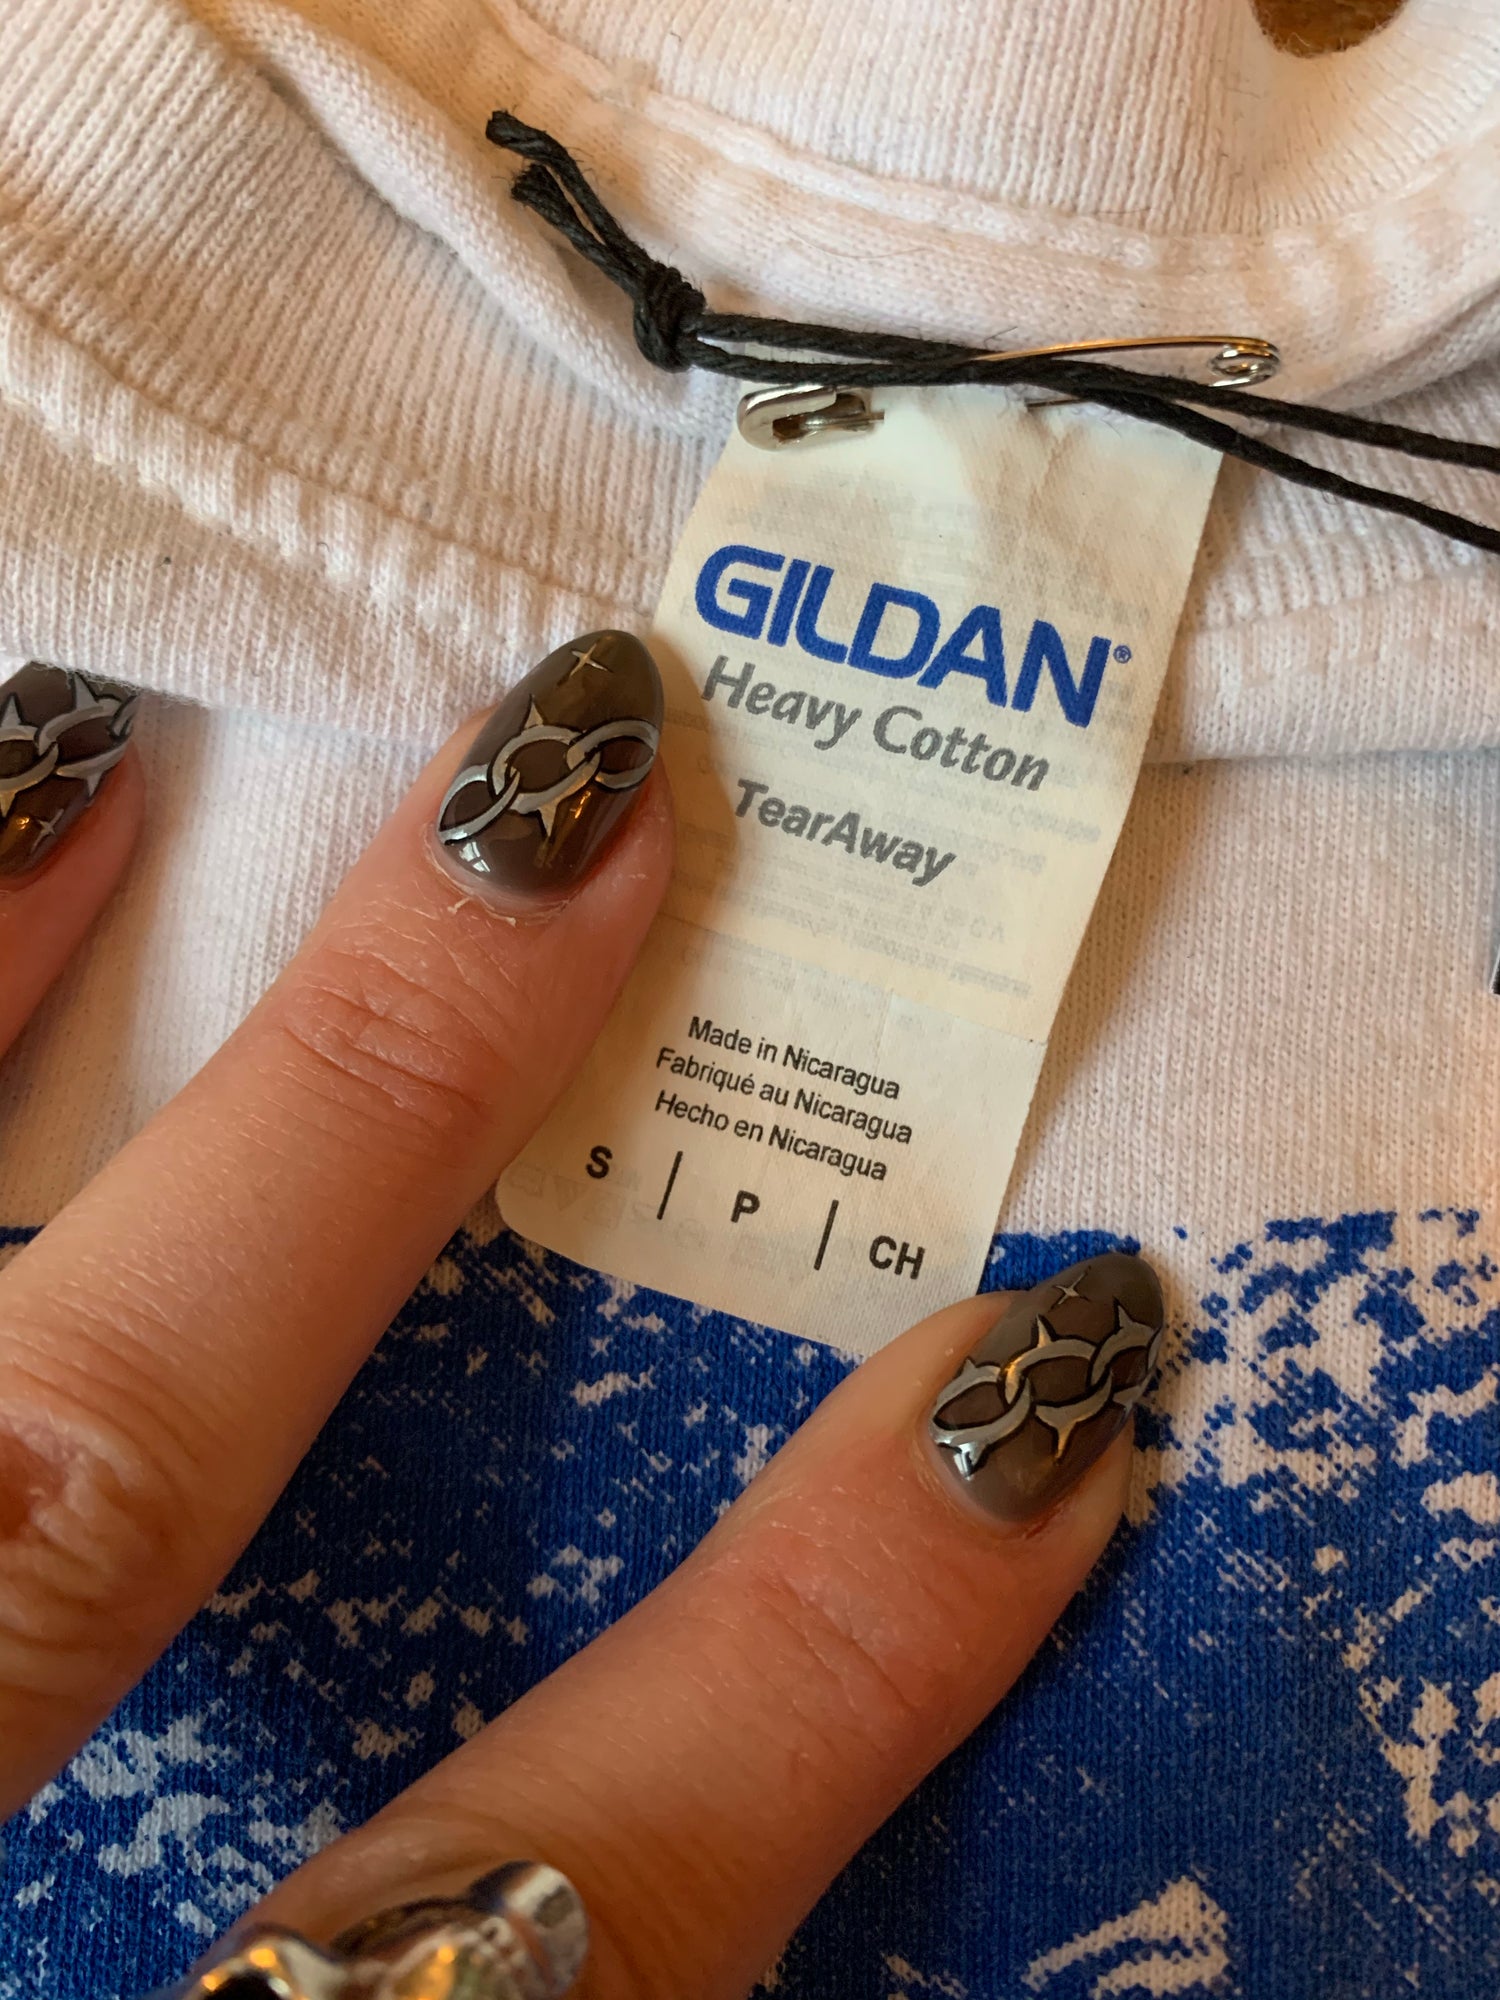 GILDAN®
Heavy Cotton
TearAway
Made in Nicaragua
Fabriqué au Nicaragua
Hecho en Nicaragua
S | P | CH